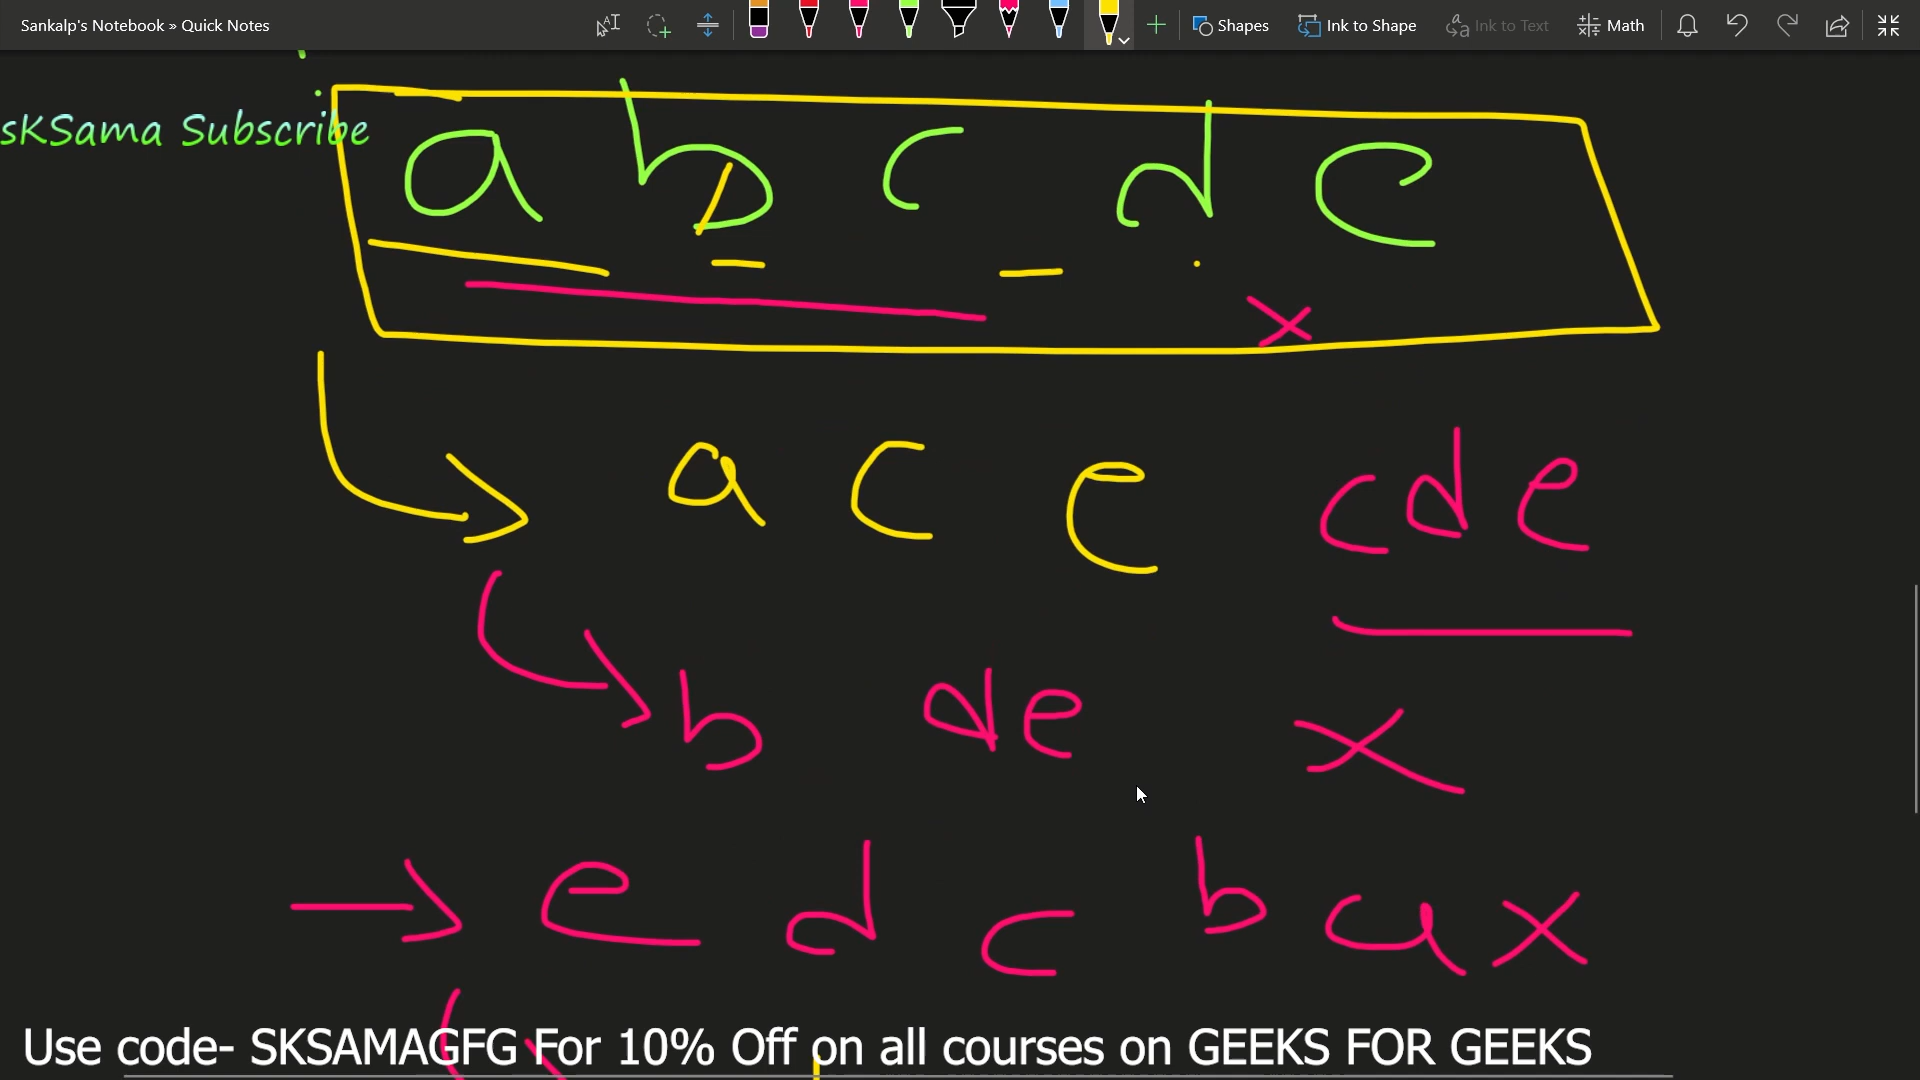 Sankalp's Notebook » Quick Notes
Shapes
Ink to Shape
Ink to Text
Math
sKSama Subscribe
a b c d e
a c e cde
b de x
e d c b a x
Use code- SKSAMAGFG For 10% Off on all courses on GEEKS FOR GEEKS